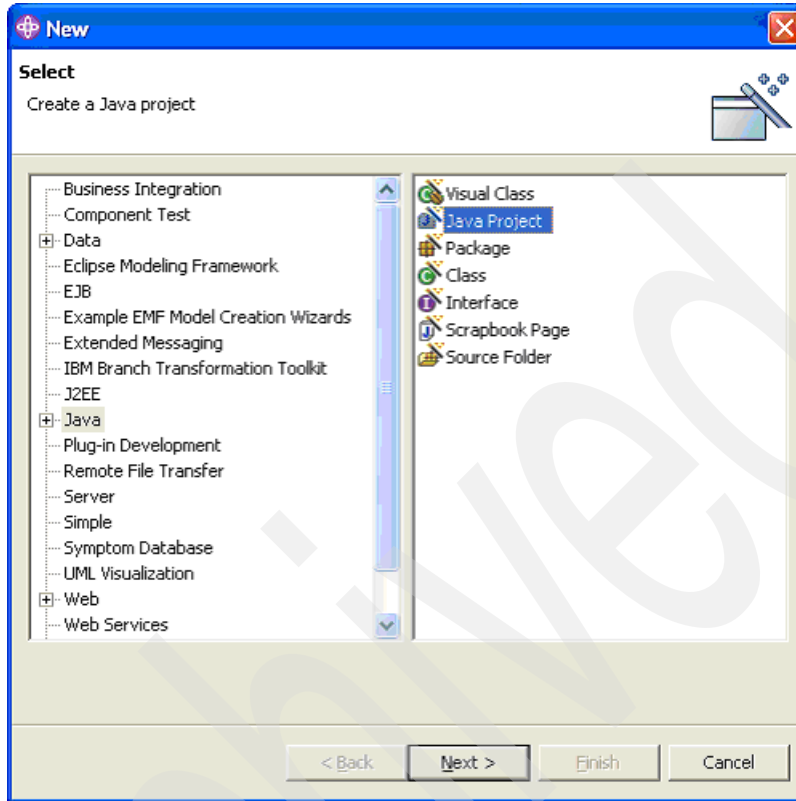 New
Select
Create a Java project
Business Integration
Component Test
Data
Eclipse Modeling Framework
EJB
Example EMF Model Creation Wizards
Extended Messaging
IBM Branch Transformation Toolkit
J2EE
Java
Plug-in Development
Remote File Transfer
Server
Simple
Symptom Database
UML Visualization
Web
Web Services
Visual Class
Java Project
Package
Class
Interface
Scrapbook Page
Source Folder
< Back
Next >
Finish
Cancel